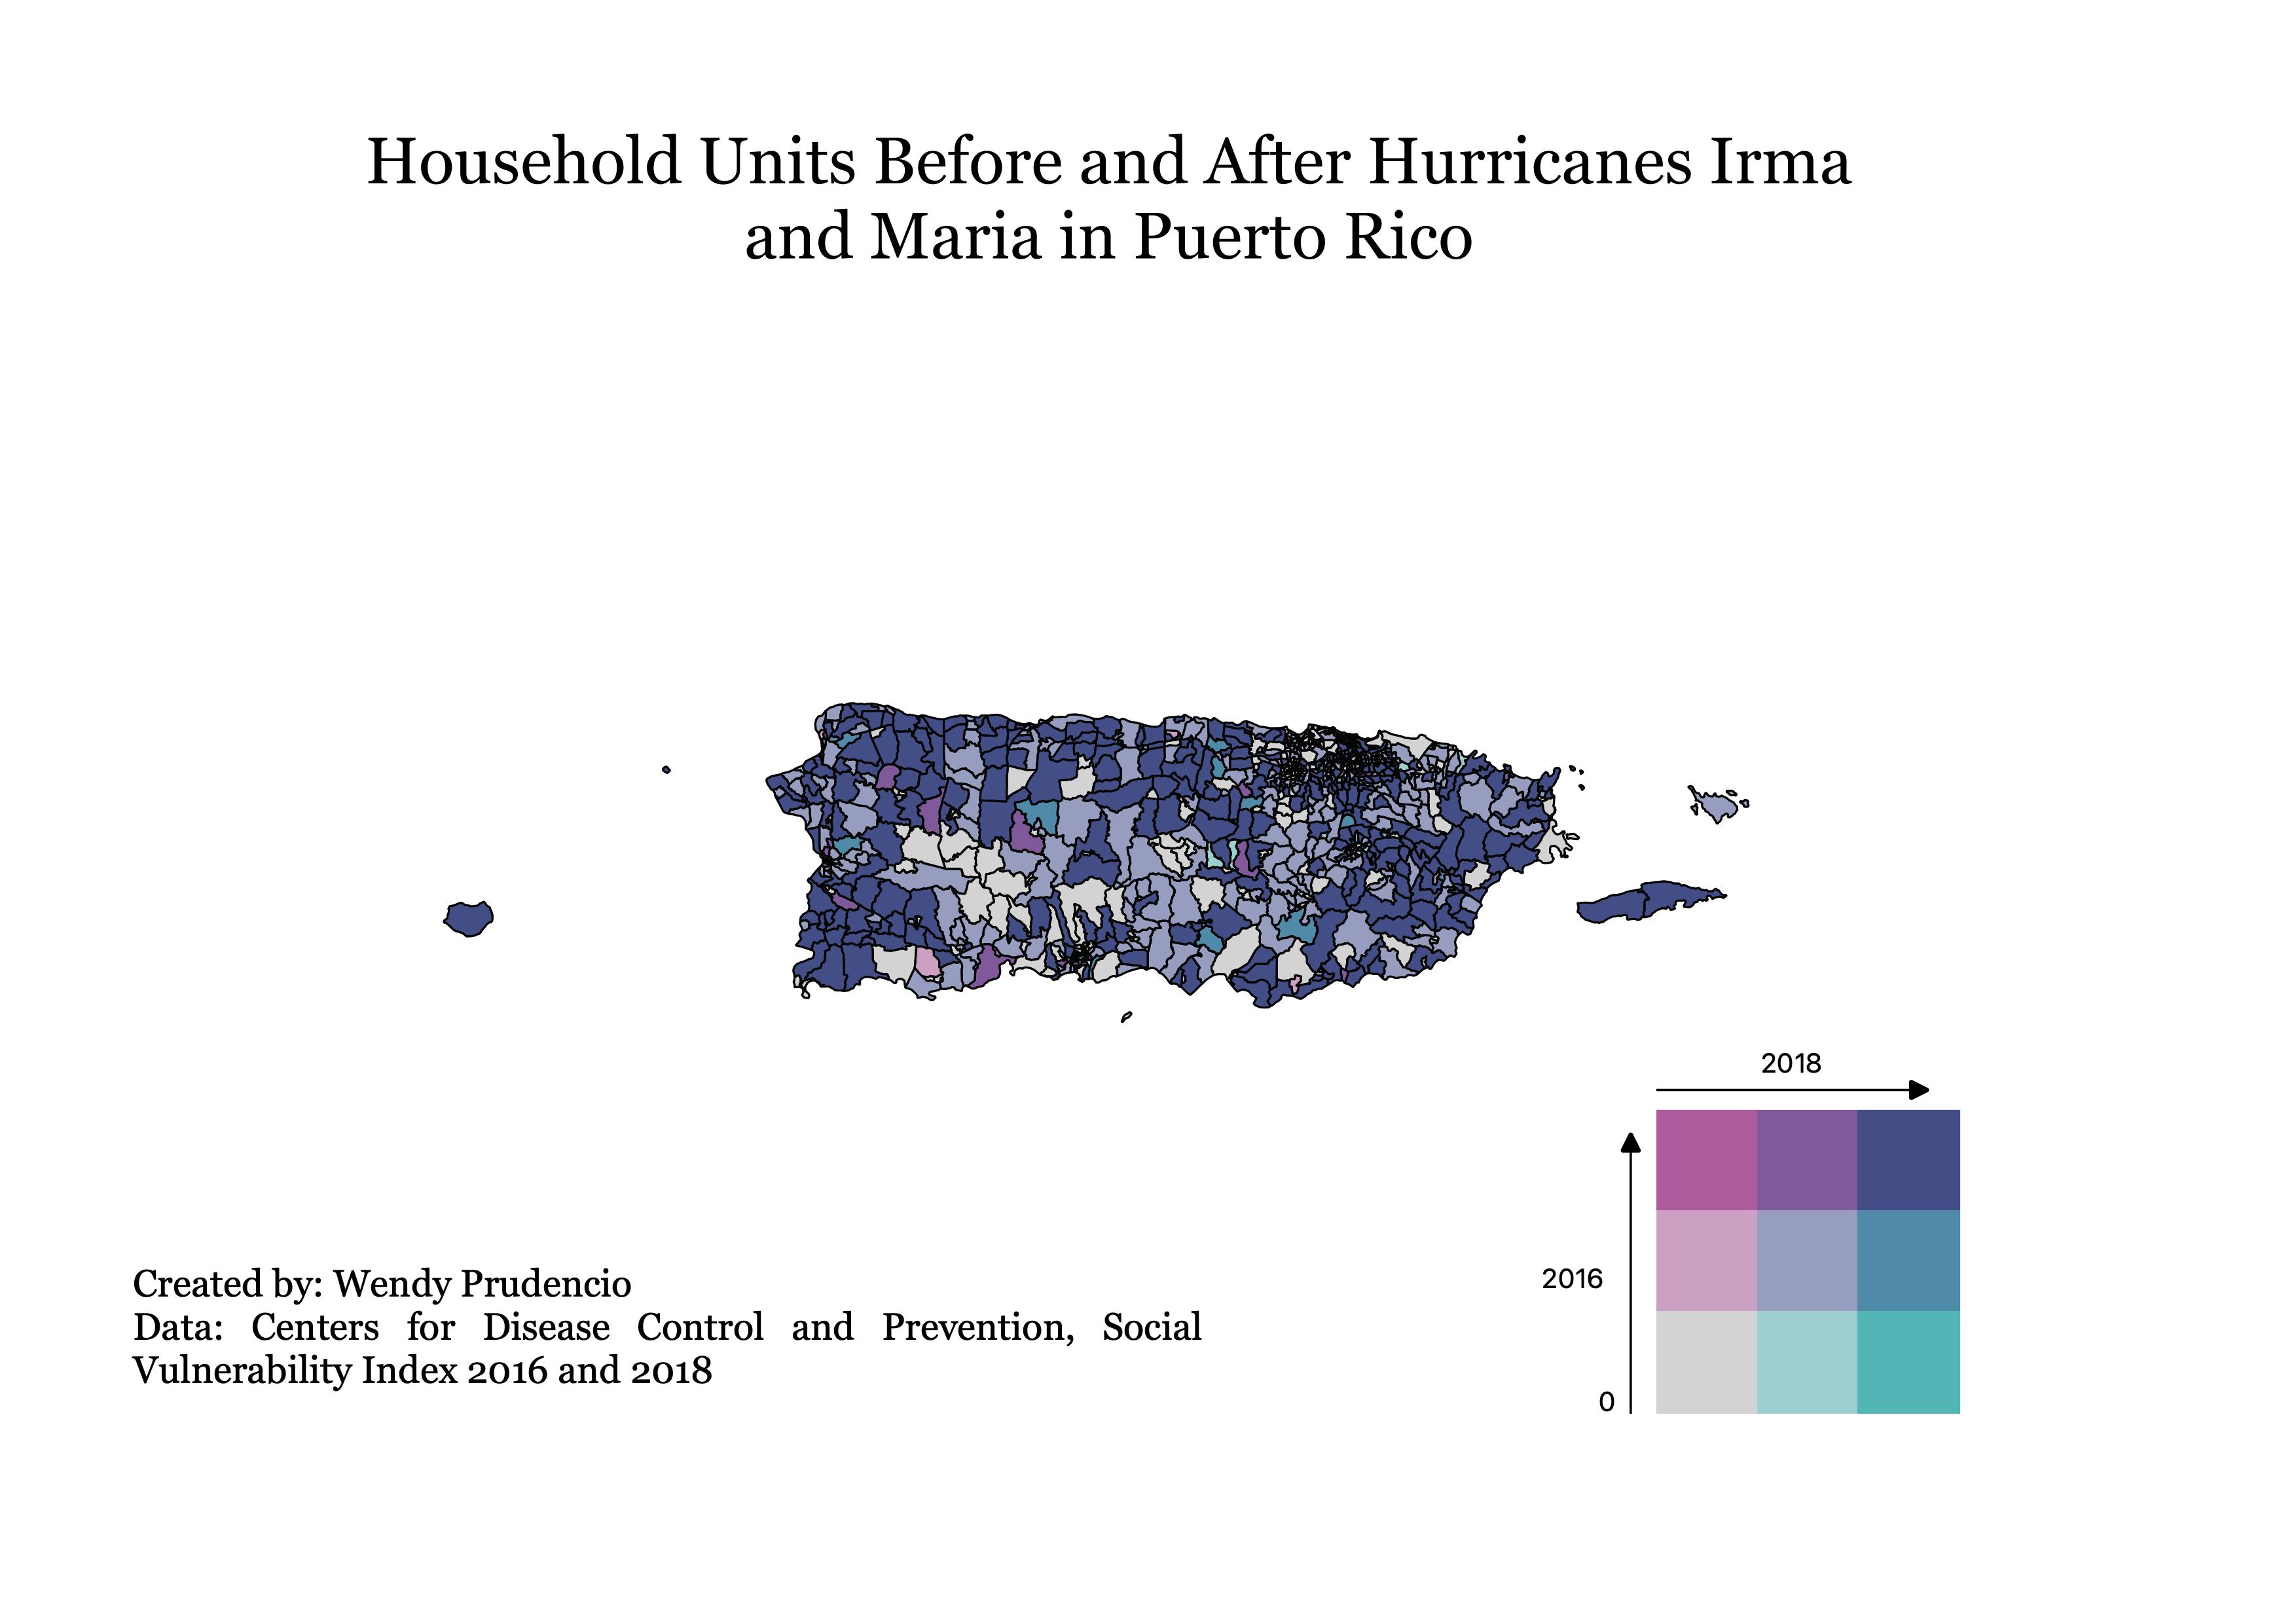 Household Units Before and After Hurricanes Irma
and Maria in Puerto Rico
2018
2016
0
Created by: Wendy Prudencio
Data: Centers for Disease Control and Prevention, Social
Vulnerability Index 2016 and 2018